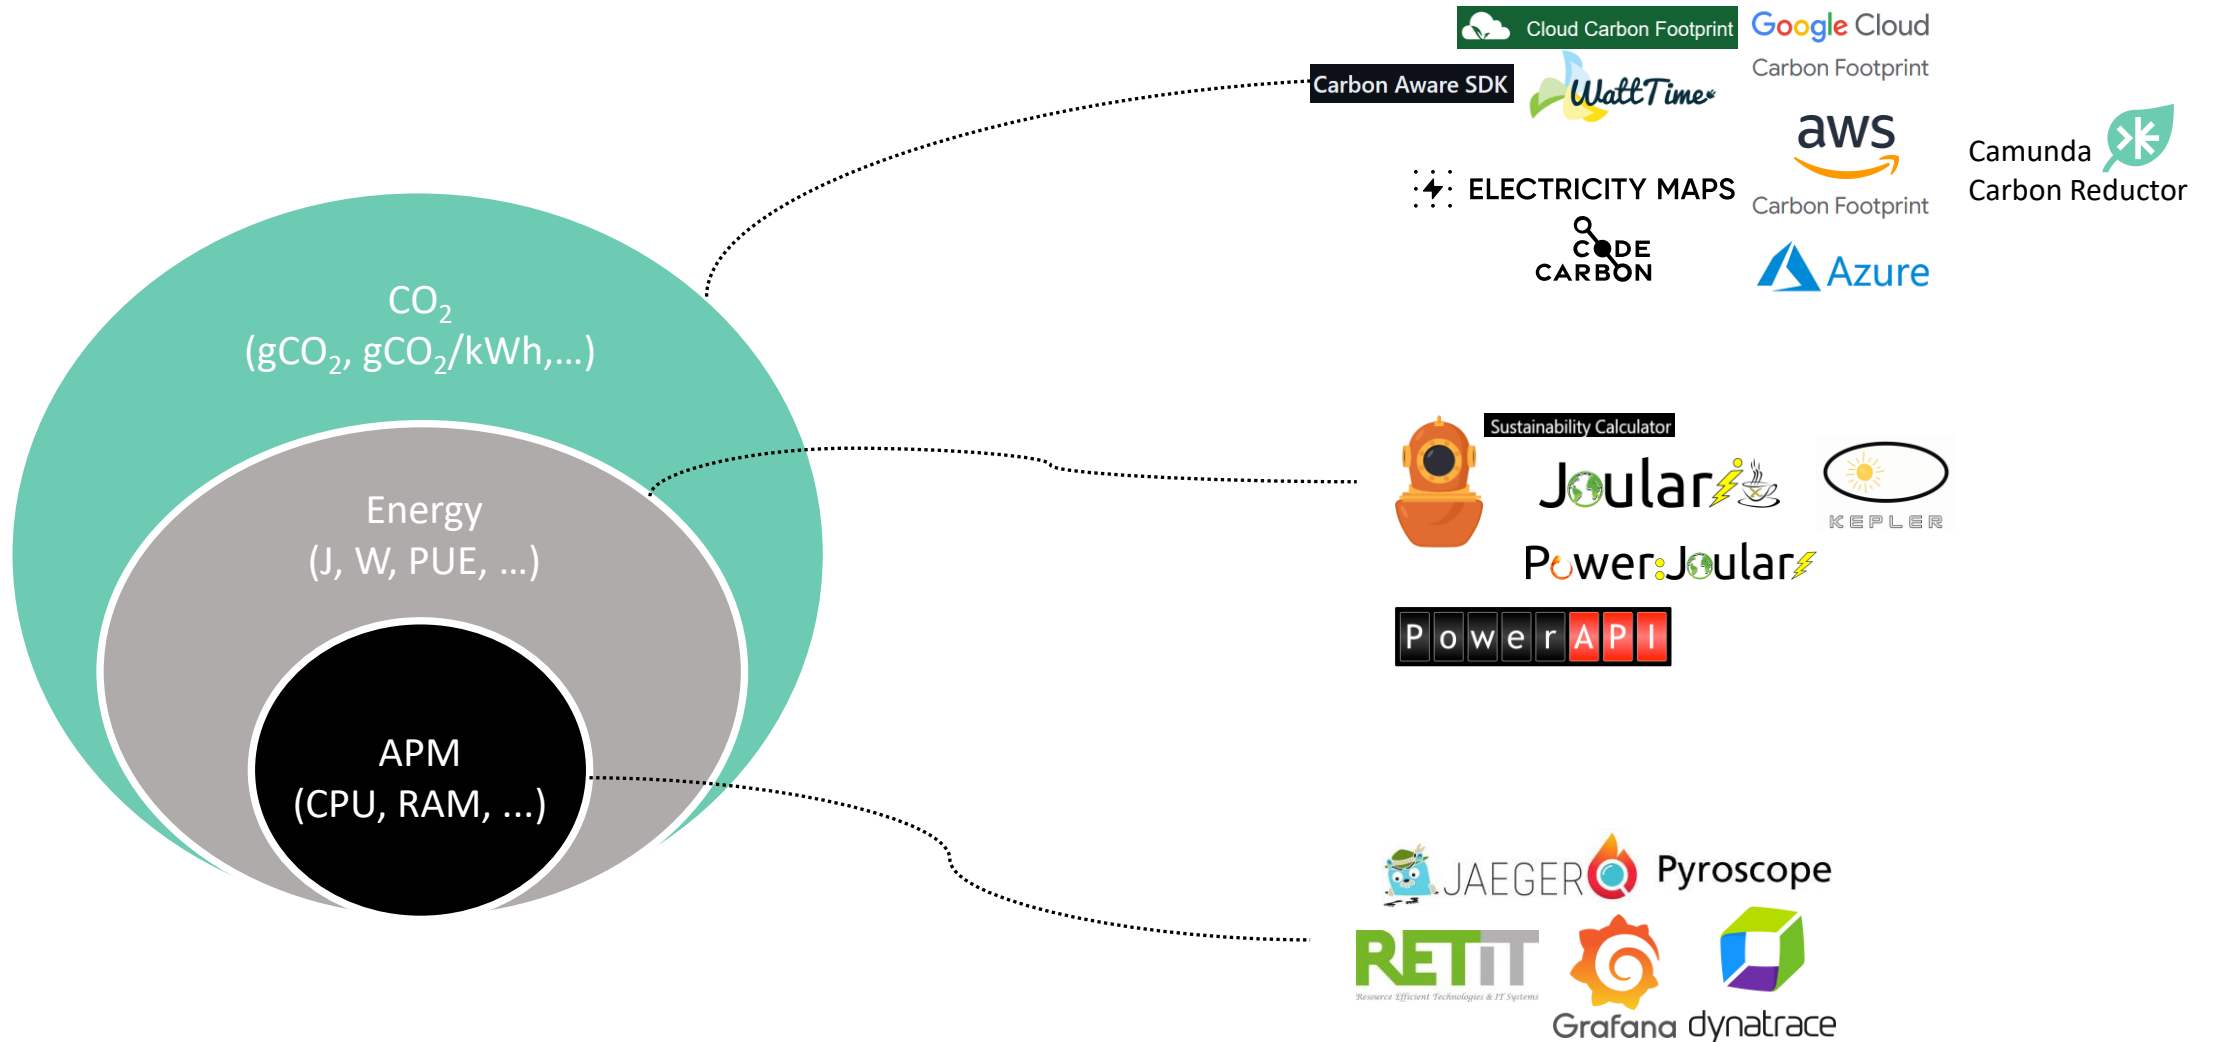 CO₂
(gCO₂, gCO₂/kWh,...)
Energy
(J, W, PUE, ...)
APM
(CPU, RAM, ...)
Cloud Carbon Footprint
Google Cloud
Carbon Footprint
Carbon Aware SDK
WattTime
aws
Carbon Footprint
Camunda
Carbon Reductor
ELECTRICITY MAPS
CODE
CARBON
Azure
Sustainability Calculator
Joular
KEPLER
Power:Joular
PowerAPI
JAEGER
Pyroscope
RETIT
Resource Efficient Technologies & IT Systems
Grafana
dynatrace